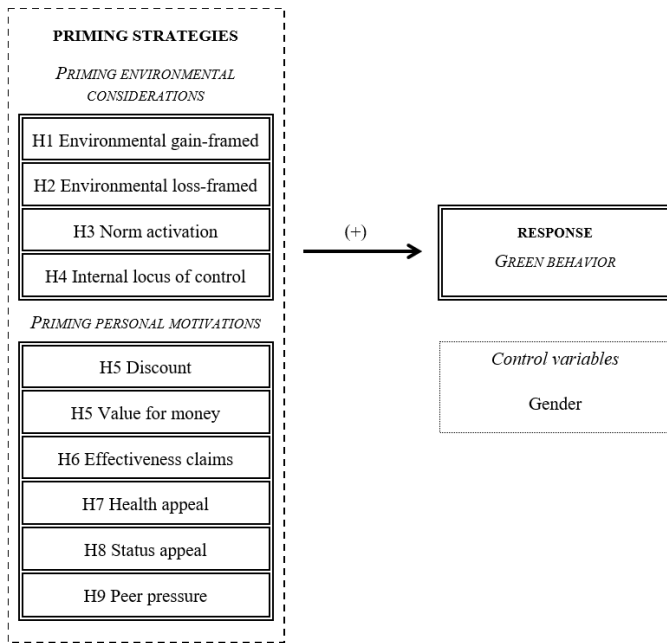 PRIMING STRATEGIES
PRIMING ENVIRONMENTAL
CONSIDERATIONS
H1 Environmental gain-framed
H2 Environmental loss-framed
H3 Norm activation
H4 Internal locus of control
PRIMING PERSONAL MOTIVATIONS
H5 Discount
H5 Value for money
H6 Effectiveness claims
H7 Health appeal
H8 Status appeal
H9 Peer pressure
(+)
RESPONSE
GREEN BEHAVIOR
Control variables
Gender